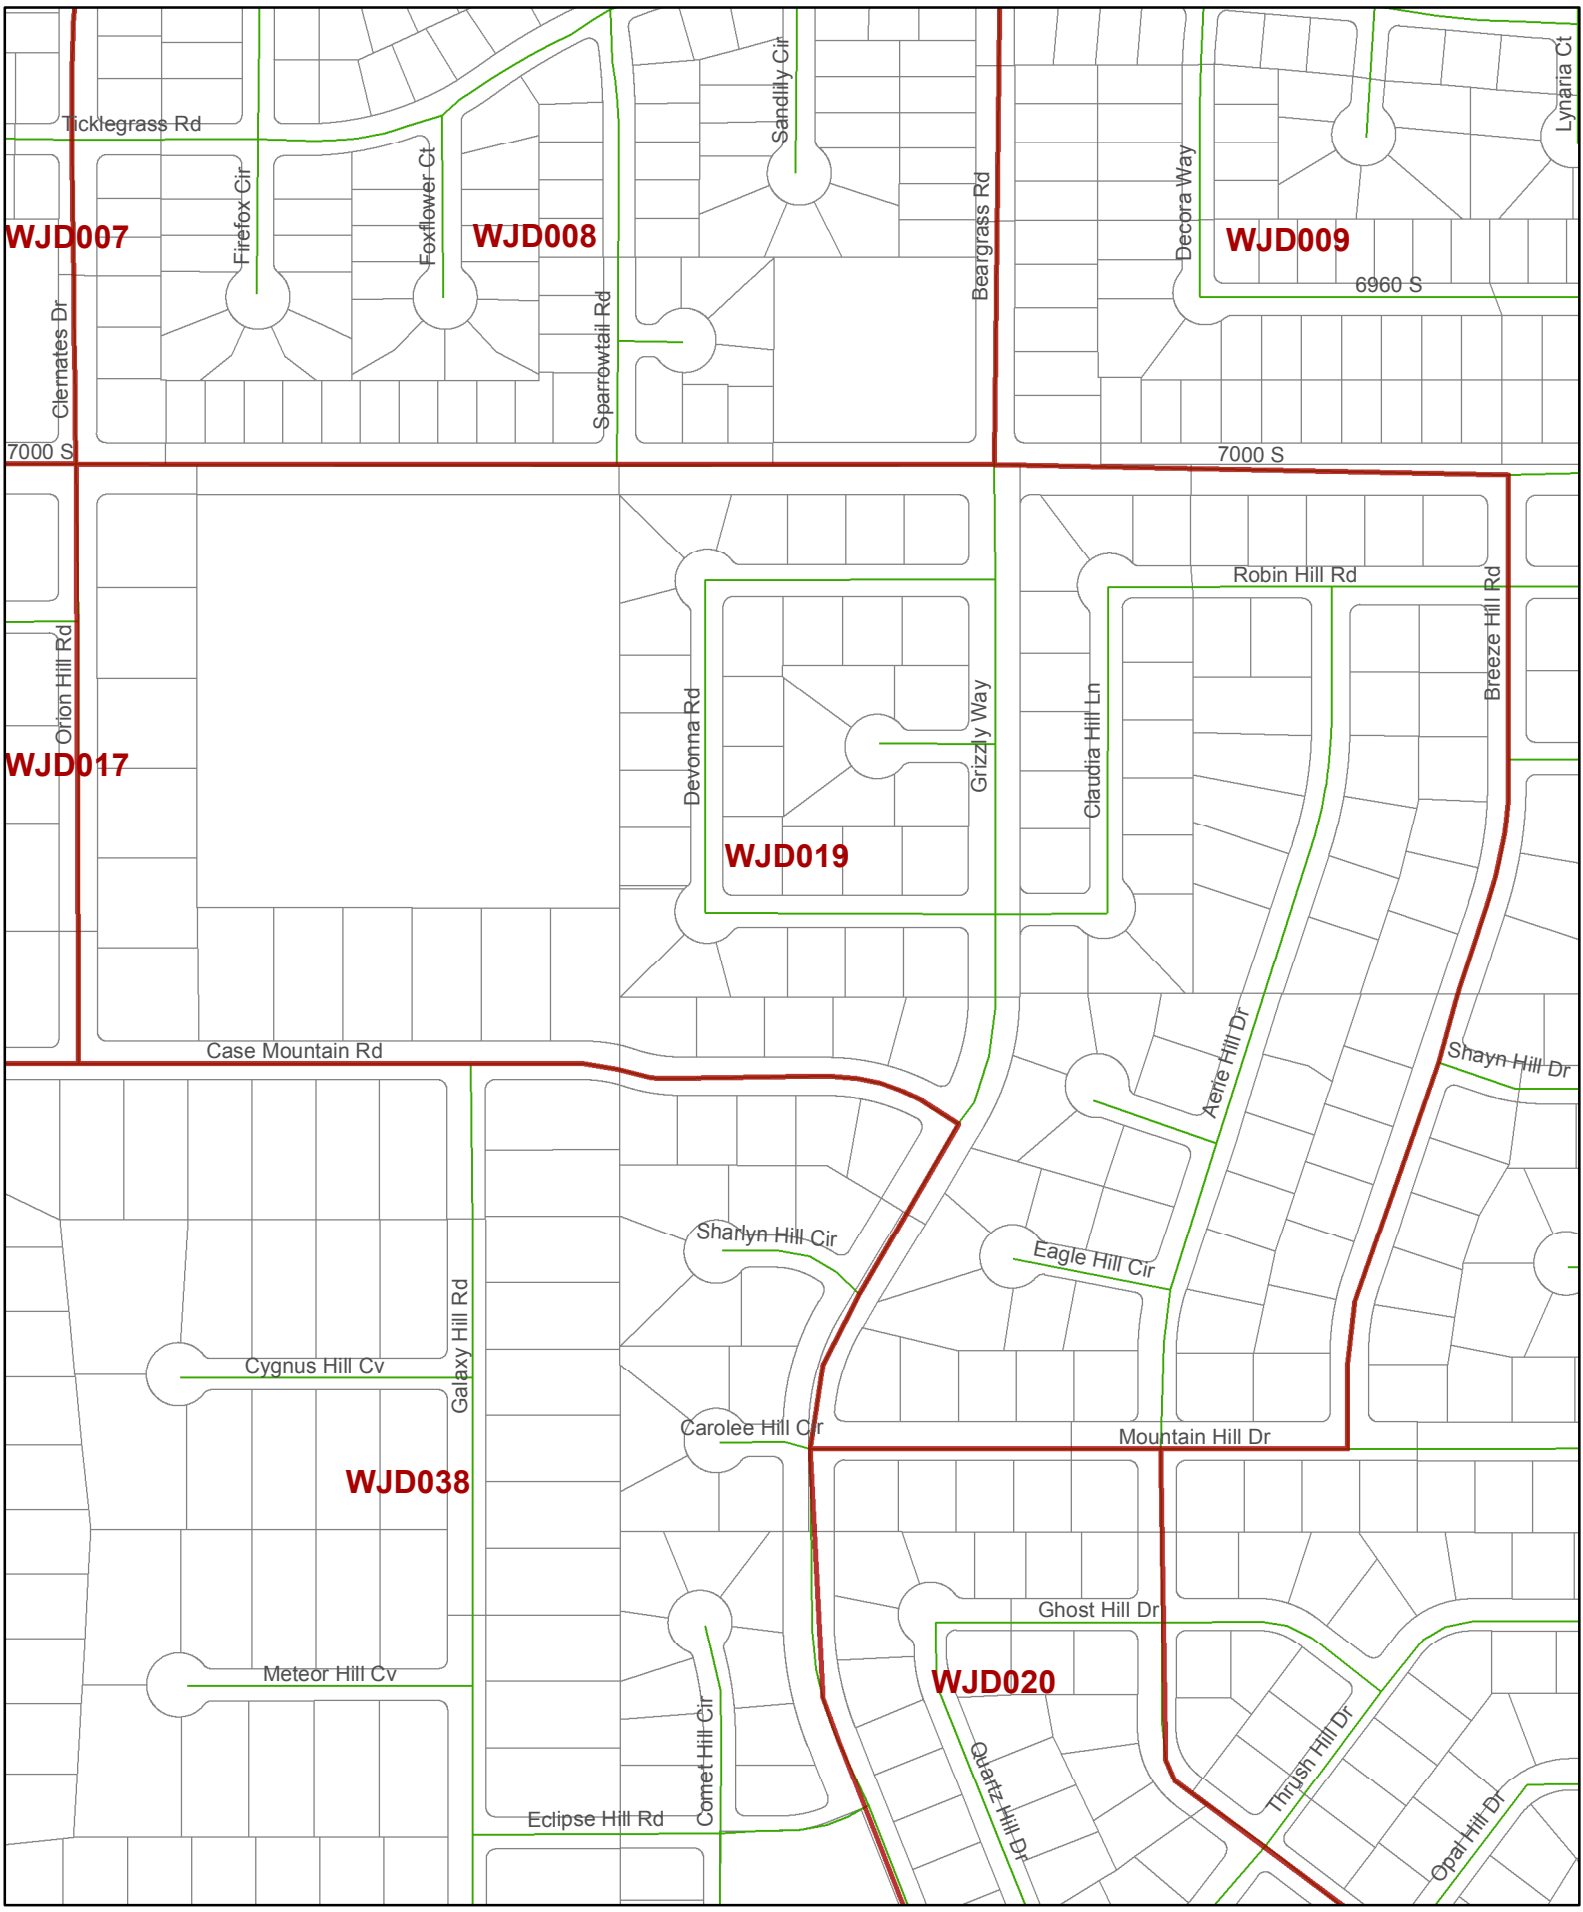 Sandlily Cir
Lynaria Ct
Ticklegrass Rd
Firefox Cir
Foxflower Ct
Beargrass Rd
Decora Way
WJD007
WJD008
WJD009
6960 S
Clernates Dr
Sparrowtail Rd
7000 S
7000 S
Robin Hill Rd
Breeze Hill Rd
Orion Hill Rd
Devonna Rd
Grizzly Way
Claudia Hill Ln
WJD017
WJD019
Case Mountain Rd
Aerie Hill Dr
Shayn Hill Dr
Sharlyn Hill Cir
Eagle Hill Cir
Galaxy Hill Rd
Cygnus Hill Cv
Carolee Hill Cir
Mountain Hill Dr
WJD038
Ghost Hill Dr
Meteor Hill Cv
WJD020
Comet Hill Cir
Quartz Hill Dr
Thrush Hill Dr
Eclipse Hill Rd
Opal Hill Dr